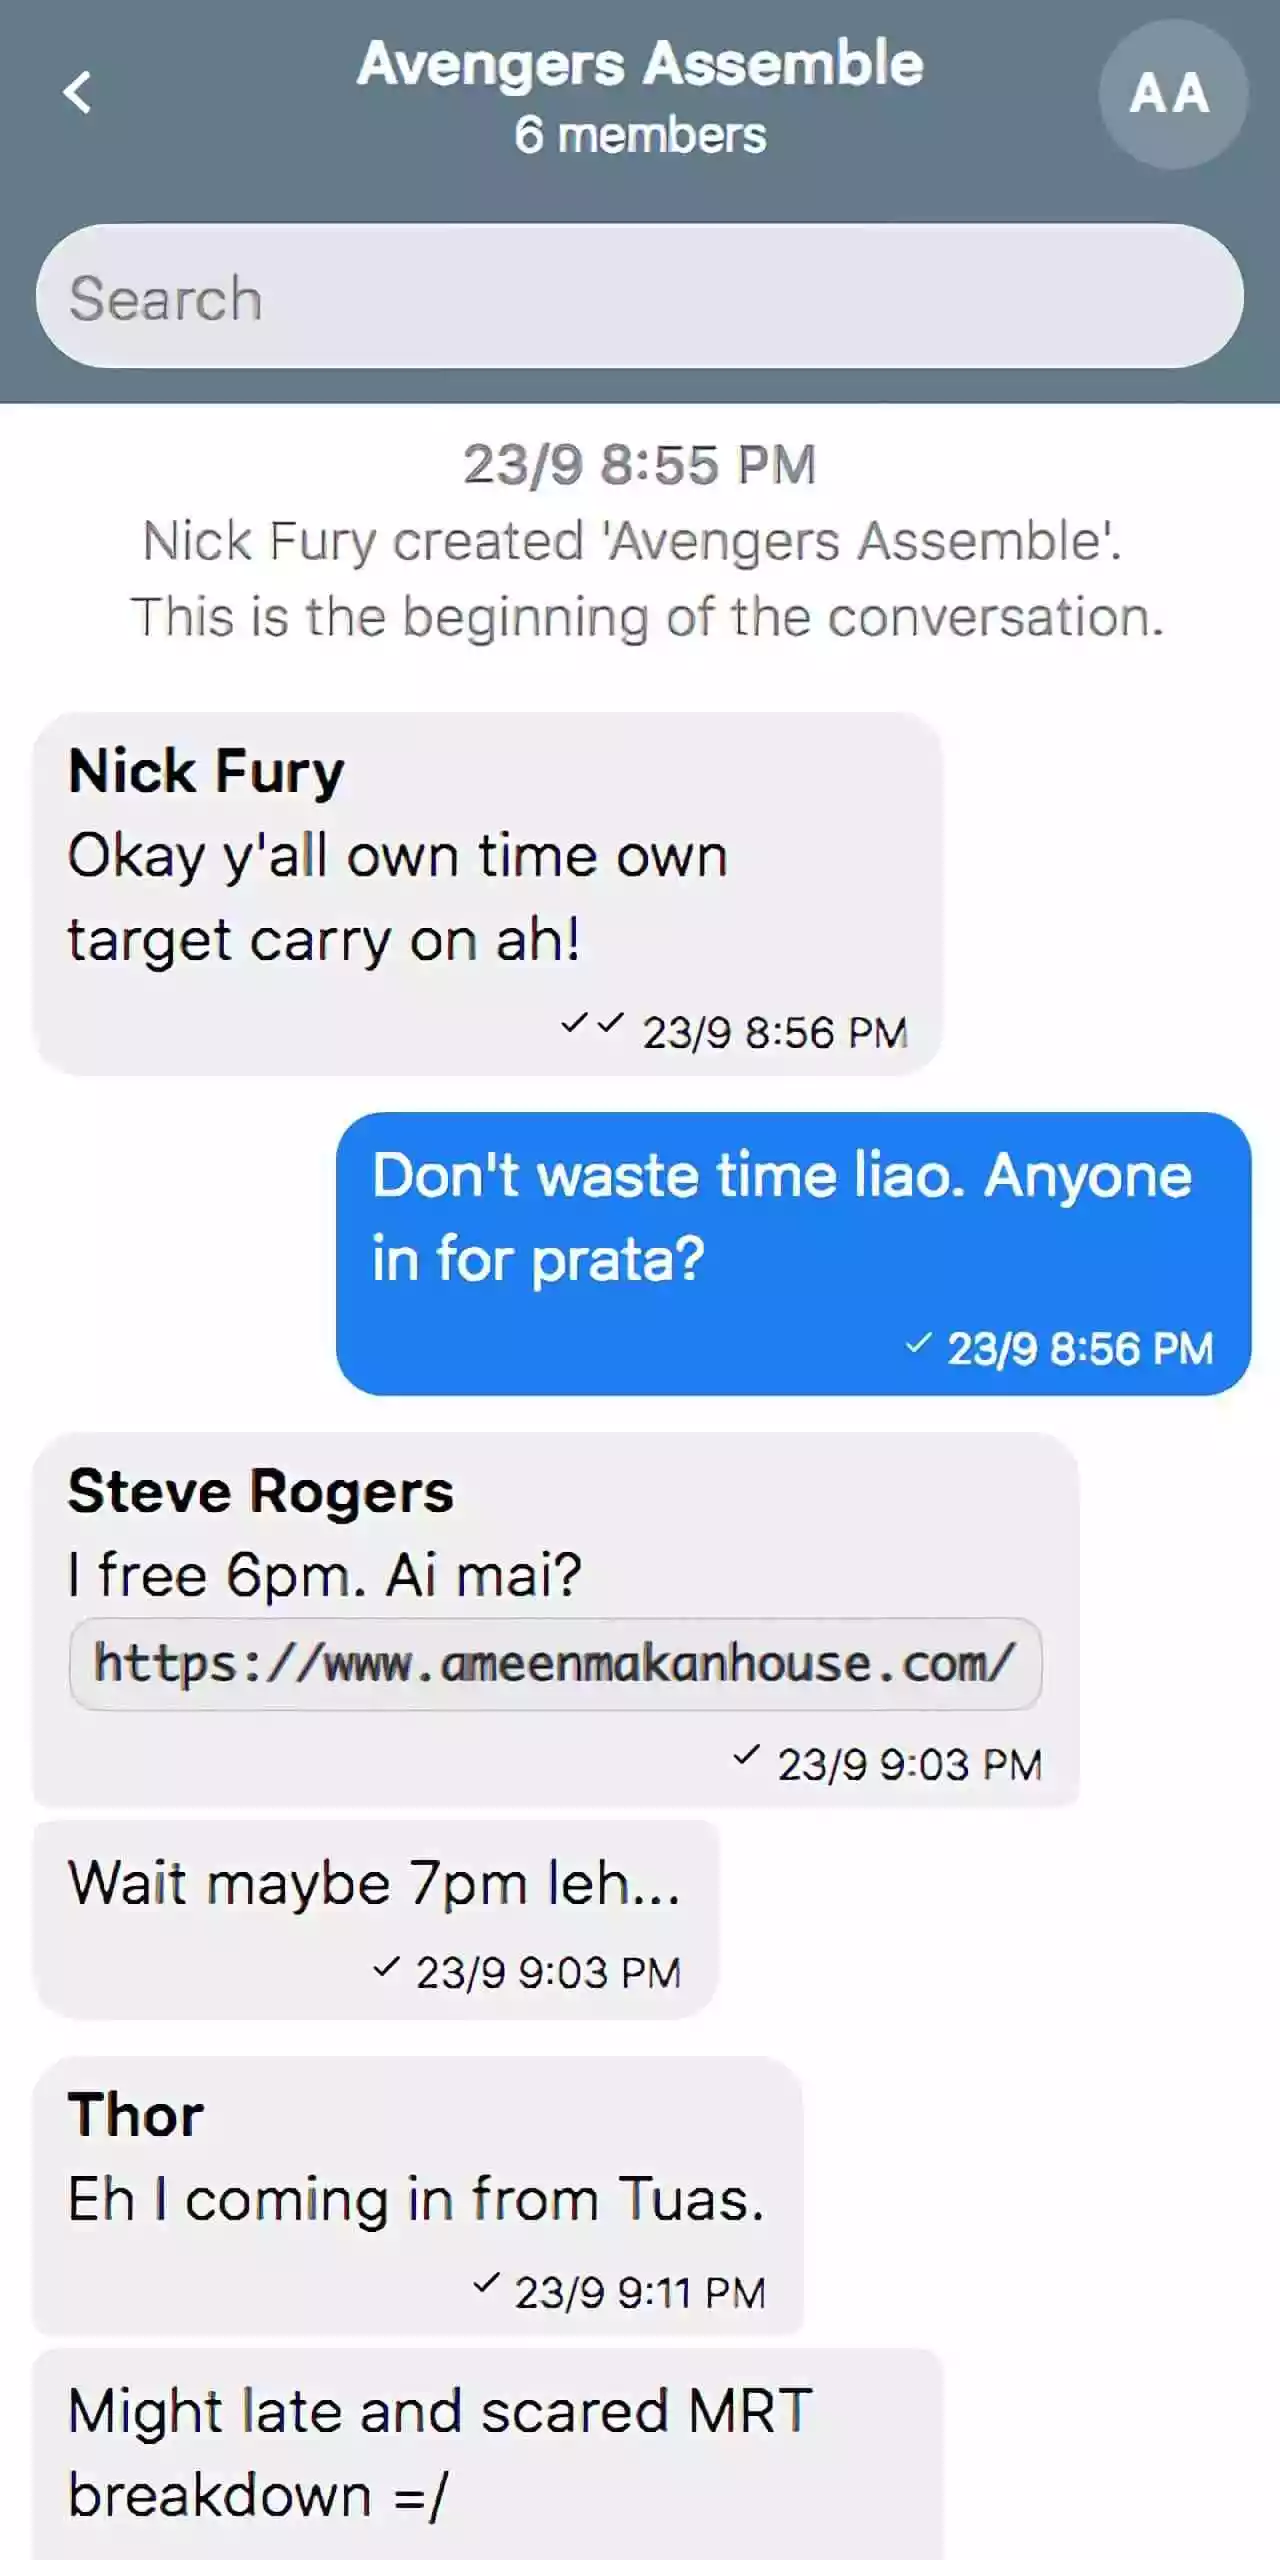 Avengers Assemble
6 members
AA
Search
23/9 8:55 PM
Nick Fury created 'Avengers Assemble'.
This is the beginning of the conversation.
Nick Fury
Okay y'all own time own
target carry on ah!
23/9 8:56 PM
Don't waste time liao. Anyone
in for prata?
23/9 8:56 PM
Steve Rogers
I free 6pm. Ai mai?
https://www.ameenmakanhouse.com/
23/9 9:03 PM
Wait maybe 7pm leh...
23/9 9:03 PM
Thor
Eh I coming in from Tuas.
23/9 9:11 PM
Might late and scared MRT
breakdown =/